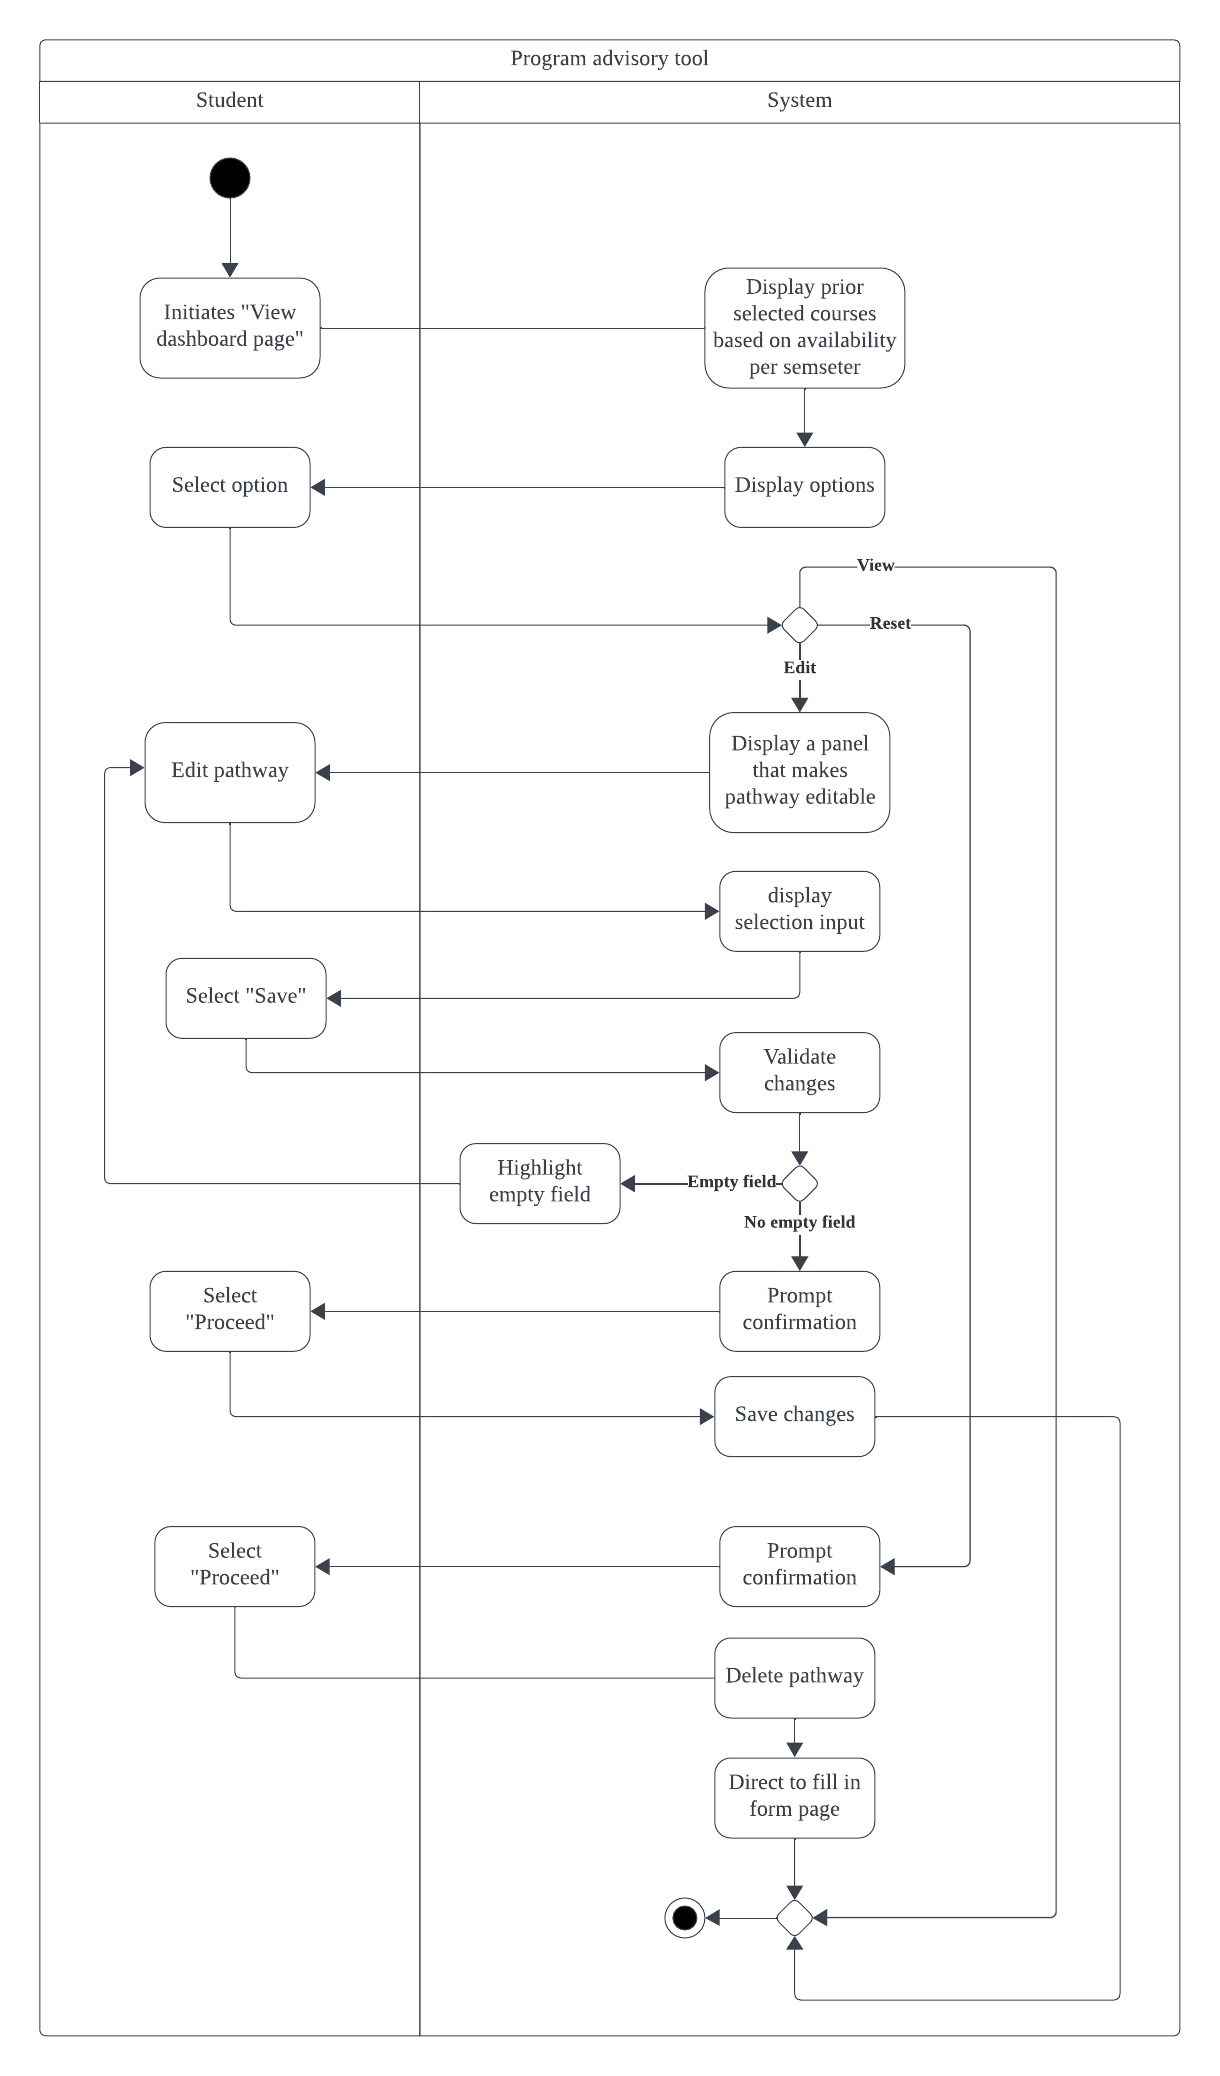 Program advisory tool
Student
System
Initiates "View
dashboard page"
Display prior
selected courses
based on availability
per semseter
Select option
Display options
View
Reset
Edit
Edit pathway
Display a panel
that makes
pathway editable
display
selection input
Select "Save"
Validate
changes
Highlight
empty field
Empty field
No empty field
Select
"Proceed"
Prompt
confirmation
Save changes
Select
"Proceed"
Prompt
confirmation
Delete pathway
Direct to fill in
form page